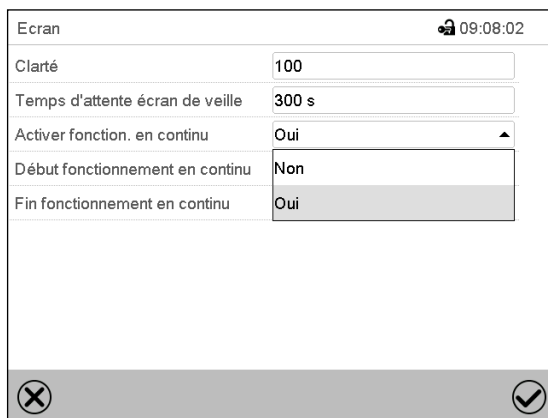 Ecran 09:08:02
Clarté 100
Temps d'attente écran de veille 300 s
Activer fonction. en continu Oui
Début fonctionnement en continu Non
Fin fonctionnement en continu Oui